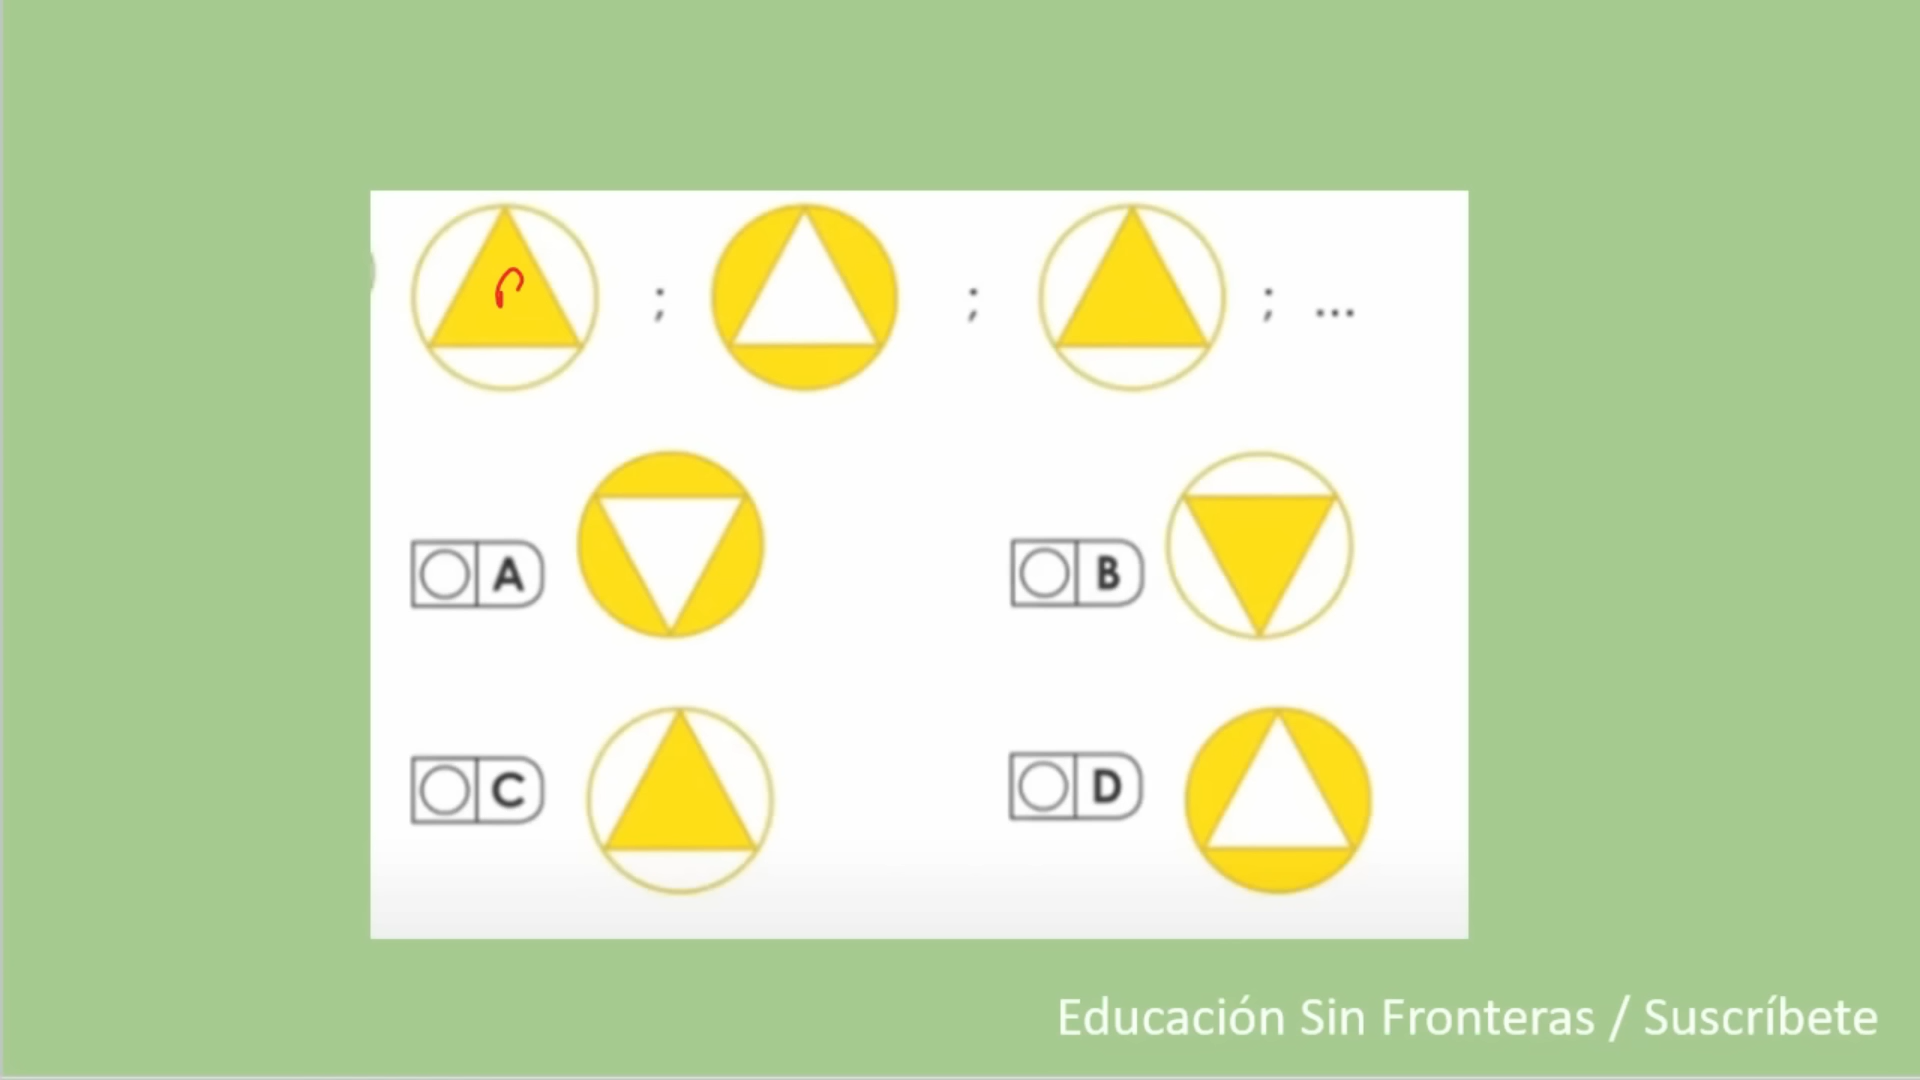 ; ; ; ...
A B
C D
Educación Sin Fronteras / Suscríbete